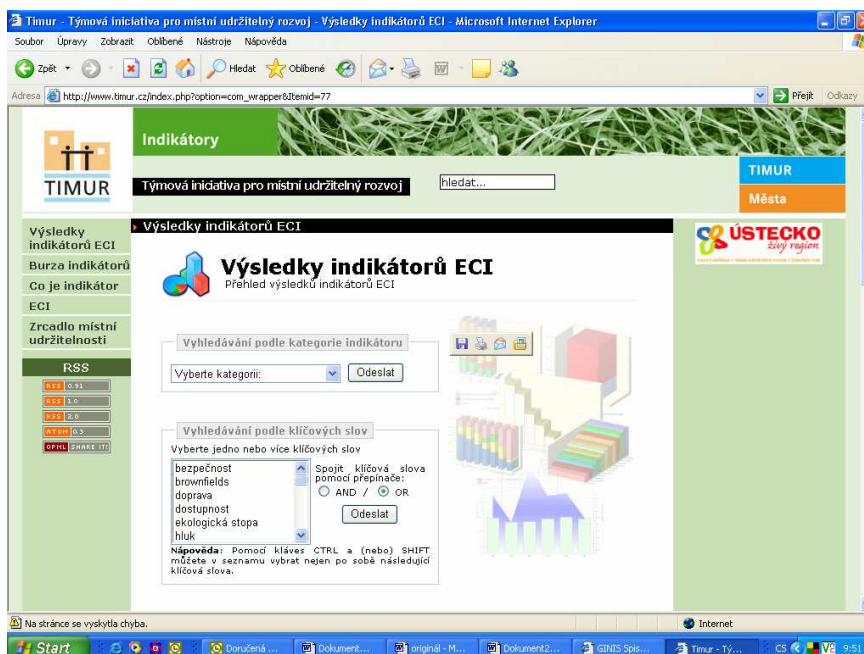 Timur - Týmová iniciativa pro místní udržitelný rozvoj - Výsledky indikátorů ECI - Microsoft Internet Explorer
Soubor Úpravy Zobrazit Oblíbené Nástroje Nápověda
Zpět Hledat Oblíbené
Adresa http://www.timur.cz/index.php?option=com_wrapper&Itemid=77 Přejít Odkazy
Indikátory
TIMUR
Týmová iniciativa pro místní udržitelný rozvoj
hledat...
TIMUR
Města
Výsledky
indikátorů ECI
Burza indikátorů
Co je indikátor
ECI
Zrcadlo místní
udržitelnosti
RSS
RSS 0.91
RSS 1.0
RSS 2.0
ATOM 0.3
OPML SHARE IT!
Výsledky indikátorů ECI
Výsledky indikátorů ECI
Přehled výsledků indikátorů ECI
Vyhledávání podle kategorie indikátoru
Vyberte kategorii: Odeslat
Vyhledávání podle klíčových slov
Vyberte jedno nebo více klíčových slov
bezpečnost
brownfields
doprava
dostupnost
ekologická stopa
hluk
Spojit klíčová slova
pomocí přepínače:
AND / OR
Odeslat
Nápověda: Pomocí kláves CTRL a (nebo) SHIFT
můžete v seznamu vybrat nejen po sobě následující
klíčová slova.
ÚSTECKO
živý region
Na stránce se vyskytla chyba. Internet
Start Doručená ... Dokument... originál - M... Dokument2... GINIS Spis... Timur - Tý... CS 9:53